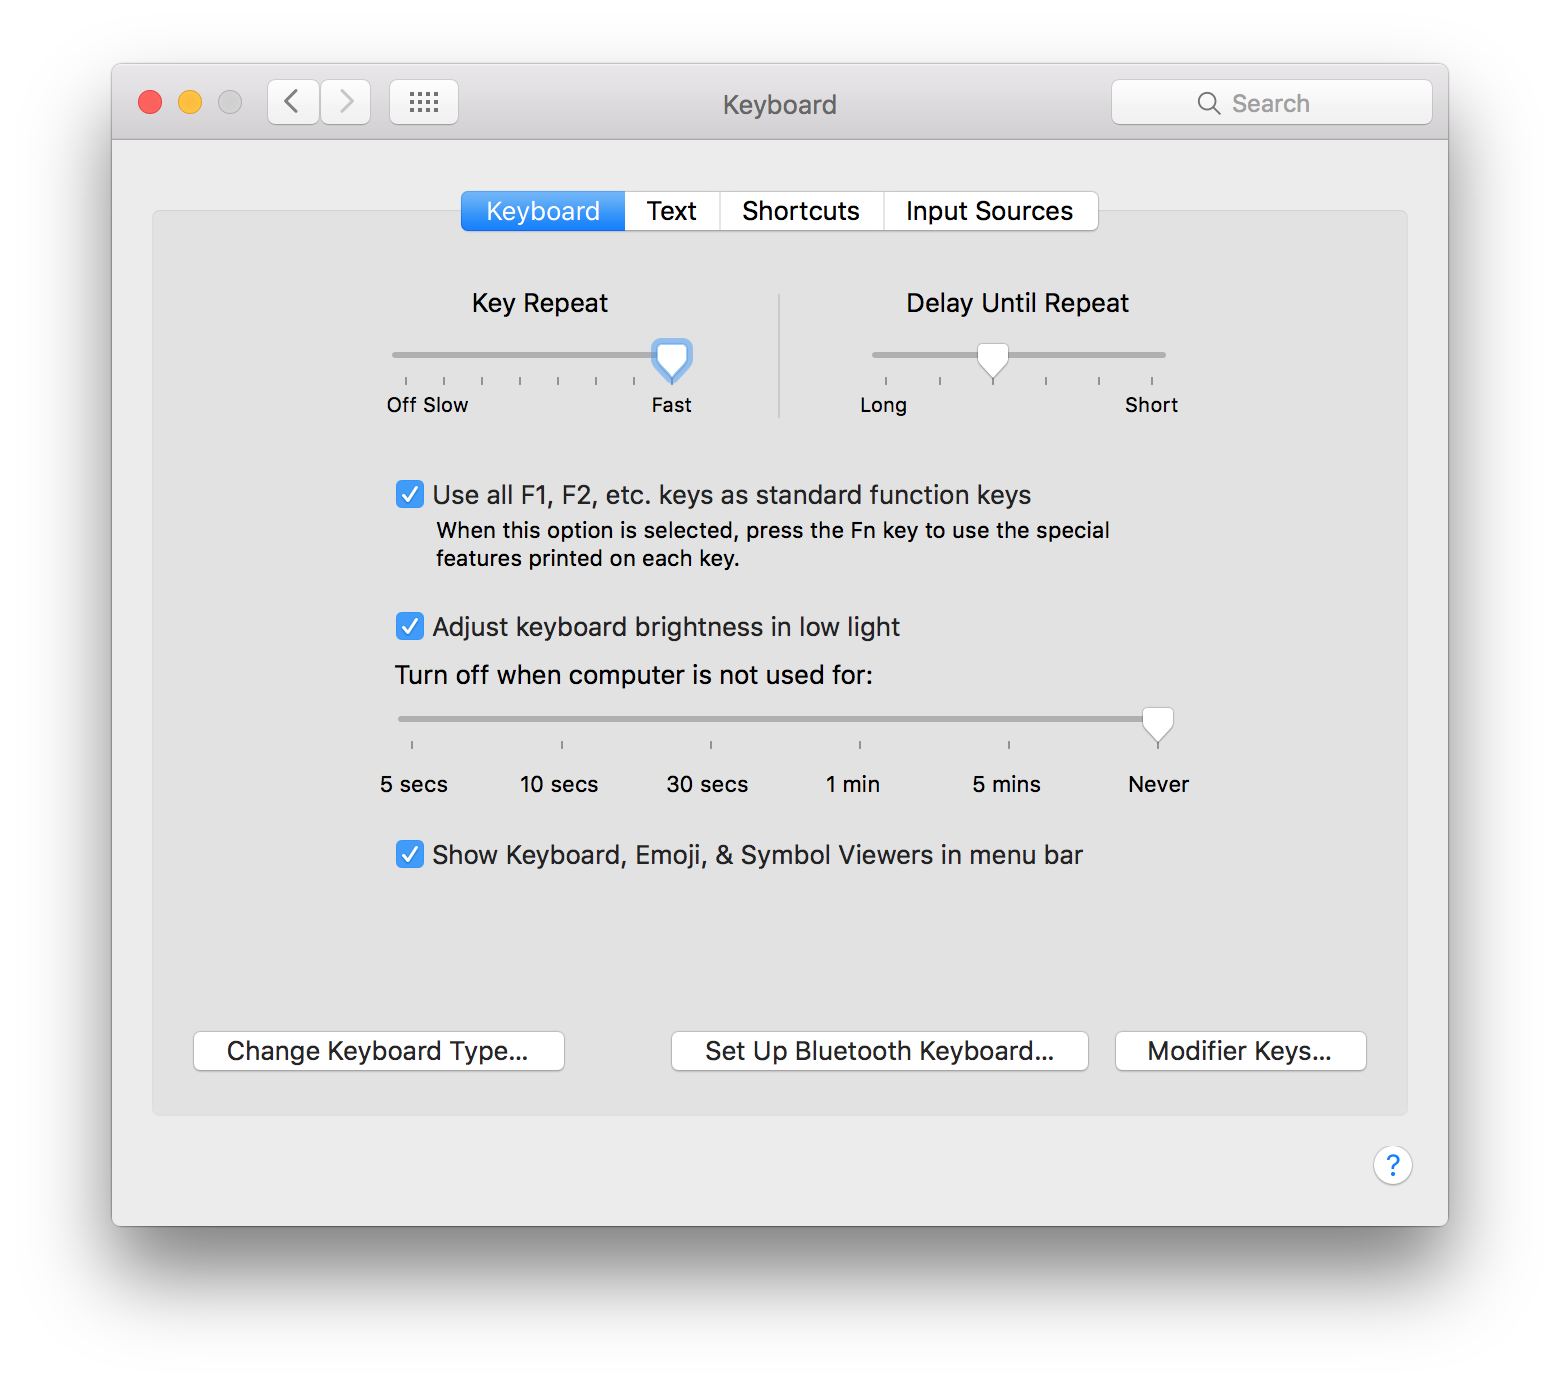 Keyboard
Search
Keyboard Text Shortcuts Input Sources
Key Repeat
Delay Until Repeat
Off Slow Fast
Long Short
Use all F1, F2, etc. keys as standard function keys
When this option is selected, press the Fn key to use the special
features printed on each key.
Adjust keyboard brightness in low light
Turn off when computer is not used for:
5 secs 10 secs 30 secs 1 min 5 mins Never
Show Keyboard, Emoji, & Symbol Viewers in menu bar
Change Keyboard Type... Set Up Bluetooth Keyboard... Modifier Keys...
?